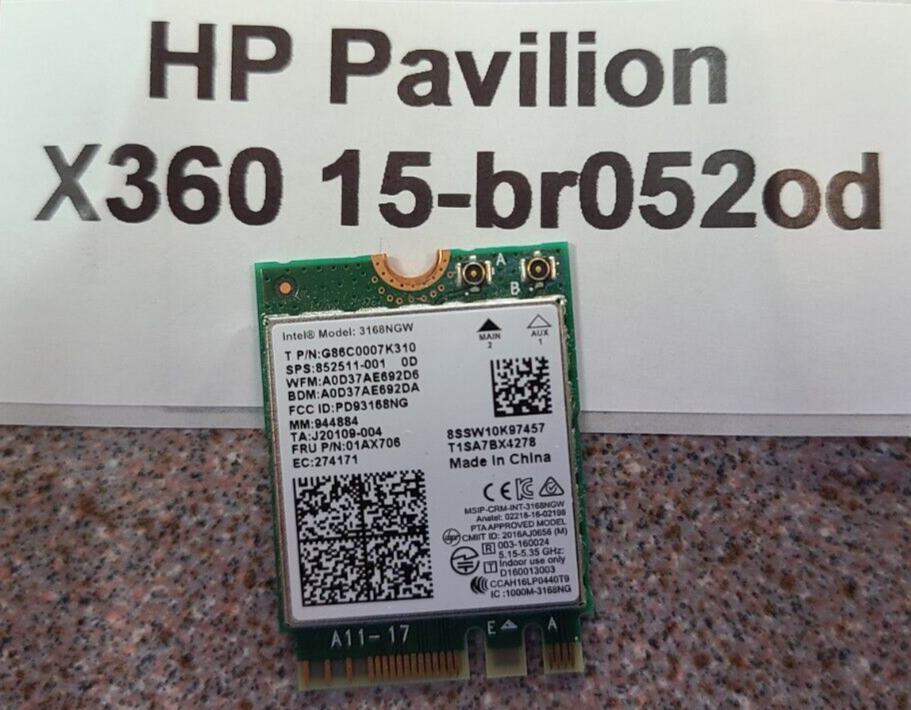 HP Pavilion
X360 15-br052od
A
B
Intel® Model: 3168NGW
MAIN
2
AUX
1
T P/N:G86C0007K310
SPS:852511-001 0D
WFM:A0D37AE692D6
BDM:A0D37AE692DA
FCC ID:PD93168NG
MM:944884
TA:J20109-004
FRU P/N:01AX706
EC:274171
8SSW10K97457
T1SA7BX4278
Made in China
CE
MSIP-CRM-INT-3168NGW
Anatel: 02218-16-02198
PTA APPROVED MODEL
CMIIT ID: 2016AJ0656 (M)
R 003-160024
5.15-5.35 GHz:
Indoor use only
T D160013003
CCAH16LP0440T9
IC :1000M-3168NG
A11-17
E
A